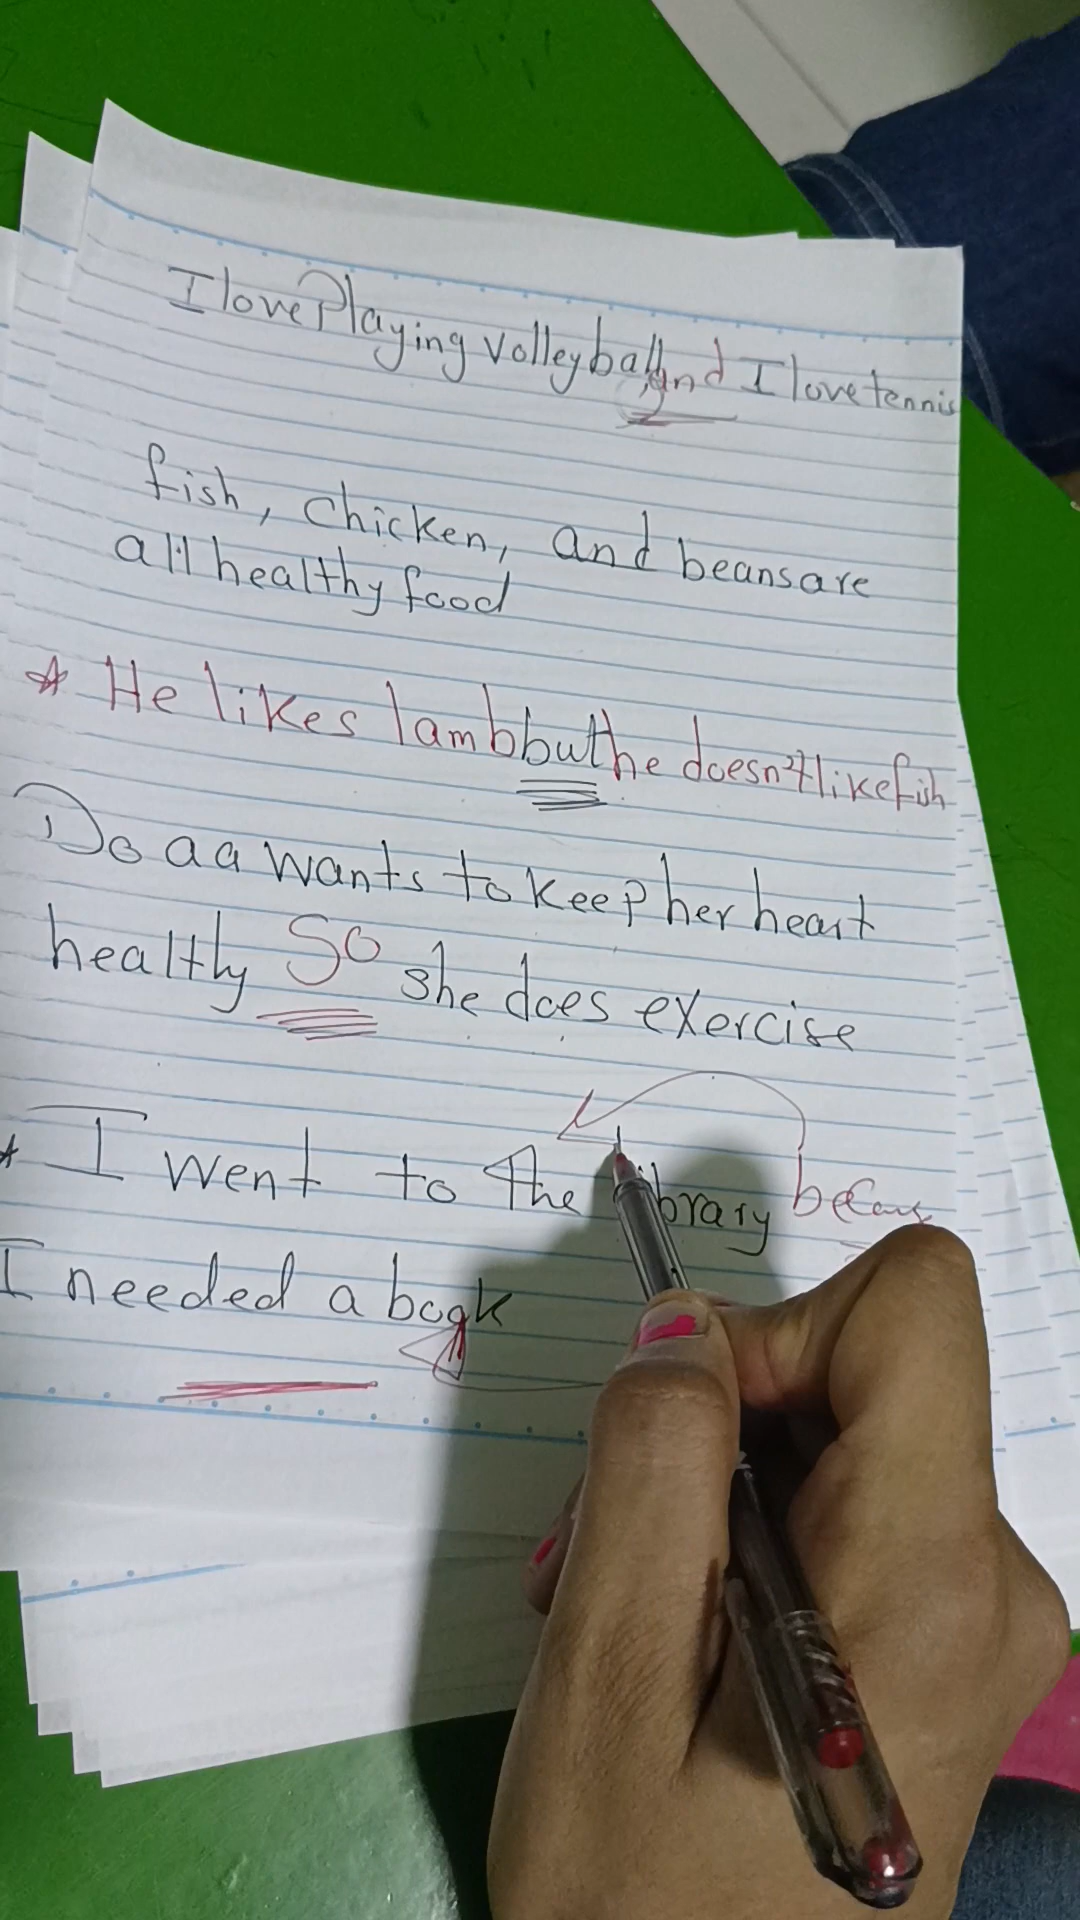 I love Playing volleyball, and I love tennis
fish, chicken, and beans are
all healthy food
* He likes lamb but he doesn't like fish
Doaa wants to keep her heart
healthy So she does exercise
* I went to the library
I needed a book